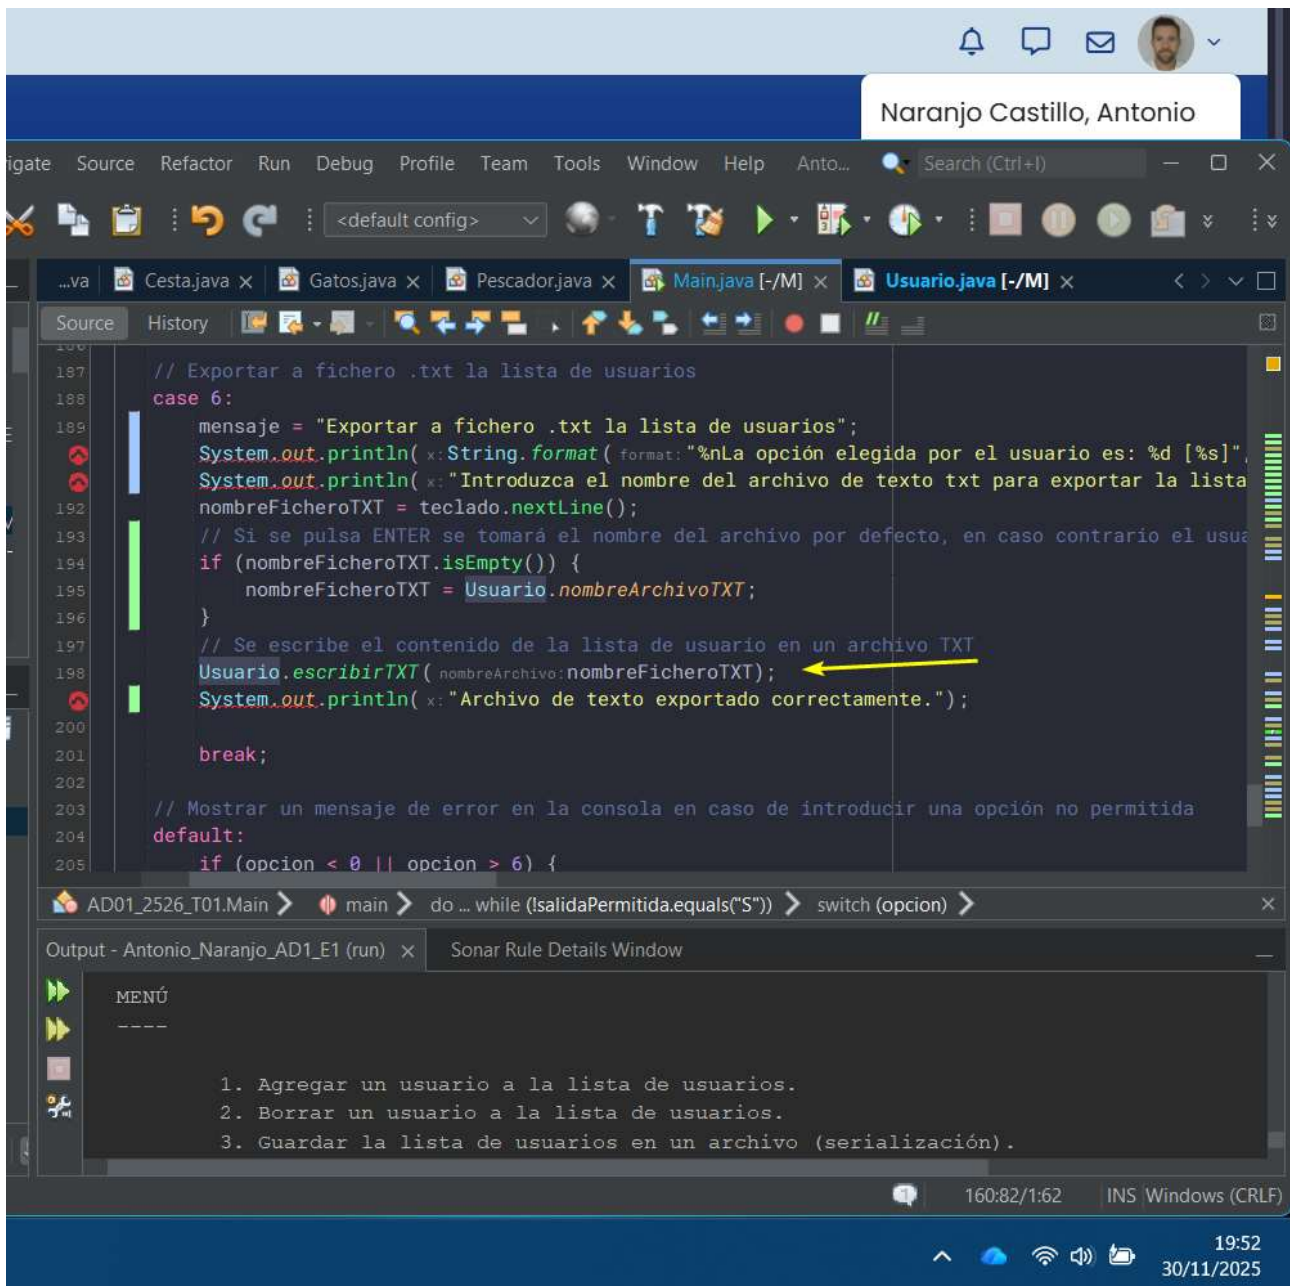 Naranjo Castillo, Antonio
Source Refactor Run Debug Profile Team Tools Window Help Anto... Search (Ctrl+I)
<default config>
...va Cesta.java Gatos.java Pescador.java Main.java [-/M] Usuario.java [-/M]
Source History
187 // Exportar a fichero .txt la lista de usuarios
188 case 6:
189 mensaje = "Exportar a fichero .txt la lista de usuarios";
System.out.println( x: String.format( format: "%nLa opción elegida por el usuario es: %d [%s]",
System.out.println( x: "Introduzca el nombre del archivo de texto txt para exportar la lista
192 nombreFicheroTXT = teclado.nextLine();
193 // Si se pulsa ENTER se tomará el nombre del archivo por defecto, en caso contrario el usua
194 if (nombreFicheroTXT.isEmpty()) {
195 nombreFicheroTXT = Usuario.nombreArchivoTXT;
196 }
197 // Se escribe el contenido de la lista de usuario en un archivo TXT
198 Usuario.escribirTXT( nombreArchivo: nombreFicheroTXT);
System.out.println( x: "Archivo de texto exportado correctamente.");
200
201 break;
202
203 // Mostrar un mensaje de error en la consola en caso de introducir una opción no permitida
204 default:
205 if (opcion < 0 || opcion > 6) {
AD01_2526_T01.Main main do ... while (!salidaPermitida.equals("S")) switch (opcion)
Output - Antonio_Naranjo_AD1_E1 (run) Sonar Rule Details Window
MENÚ
----
1. Agregar un usuario a la lista de usuarios.
2. Borrar un usuario a la lista de usuarios.
3. Guardar la lista de usuarios en un archivo (serialización).
1 160:82/1:62 INS Windows (CRLF)
19:52
30/11/2025